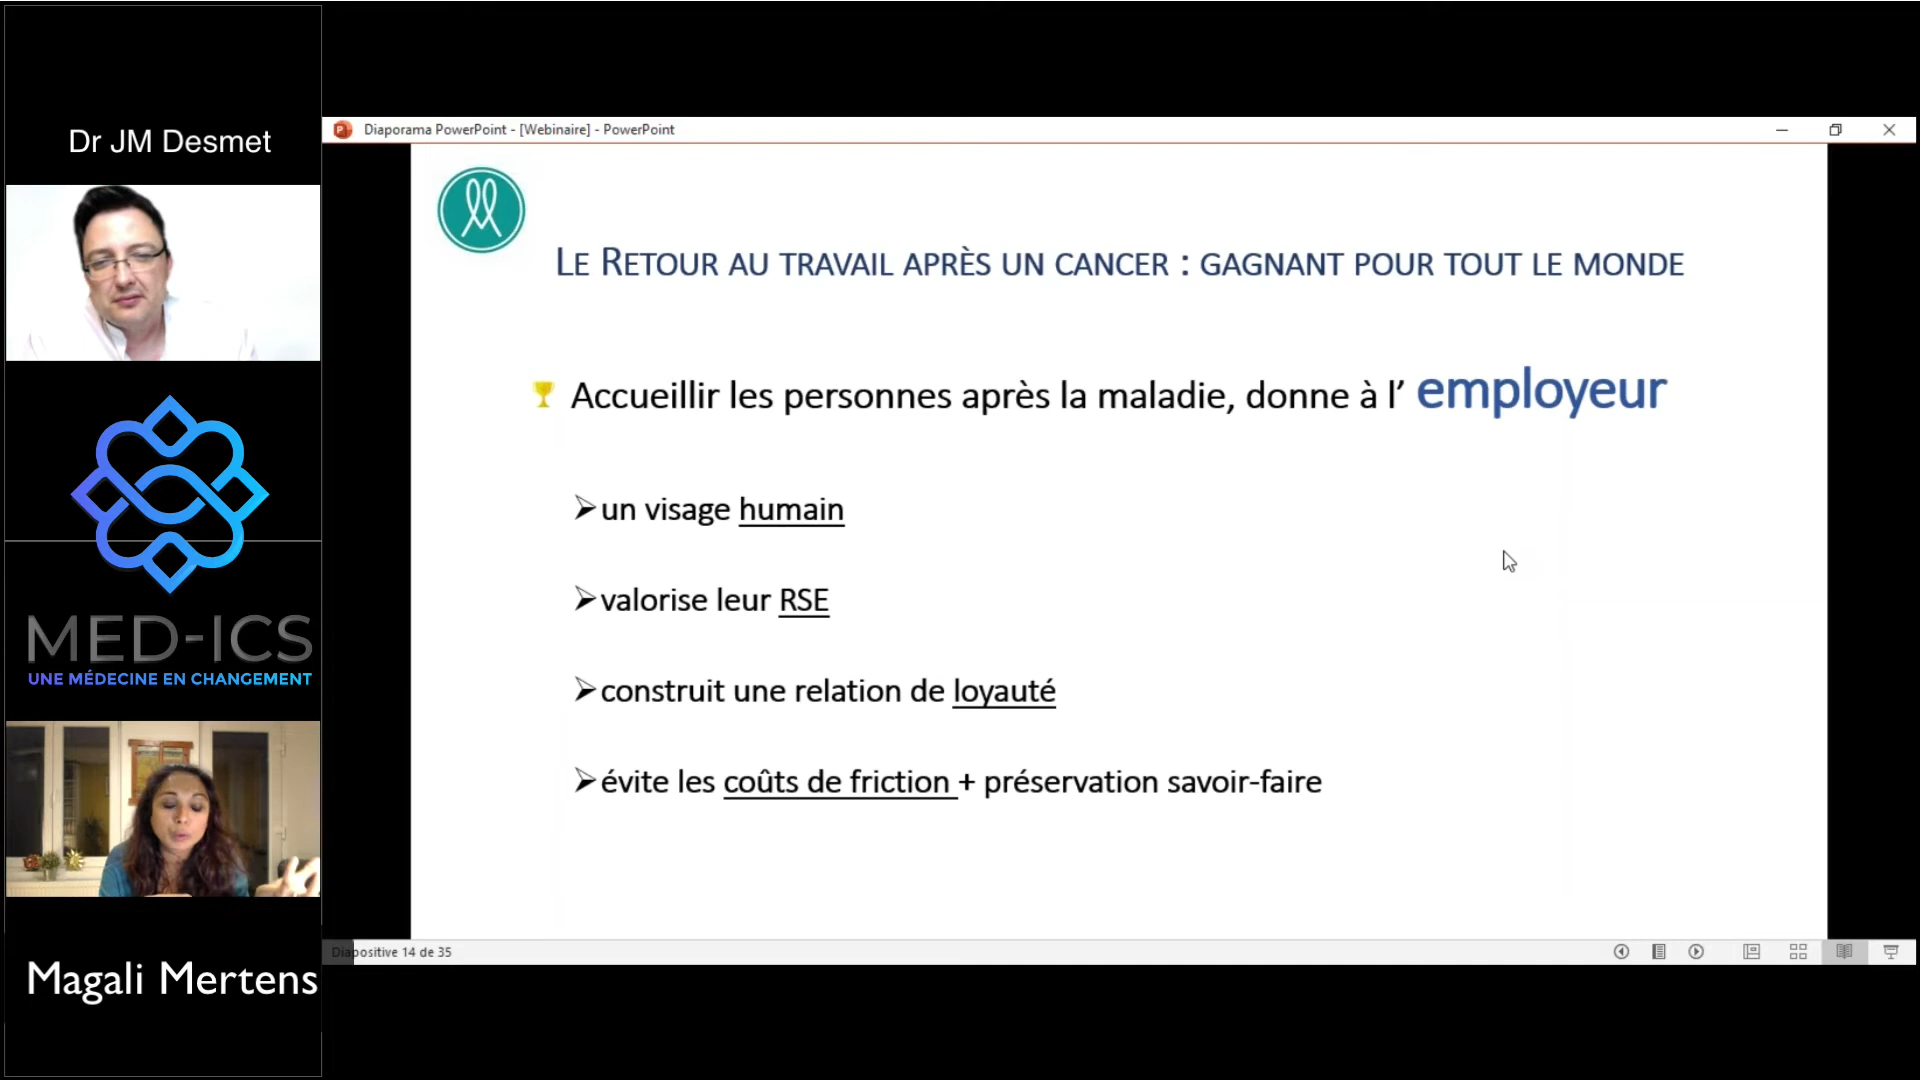 Dr JM Desmet
MED-ICS
UNE MÉDECINE EN CHANGEMENT
Magali Mertens
Diaporama PowerPoint - [Webinaire] - PowerPoint
LE RETOUR AU TRAVAIL APRÈS UN CANCER : GAGNANT POUR TOUT LE MONDE
Accueillir les personnes après la maladie, donne à l’ employeur
un visage humain
valorise leur RSE
construit une relation de loyauté
évite les coûts de friction + préservation savoir-faire
Diapositive 14 de 35